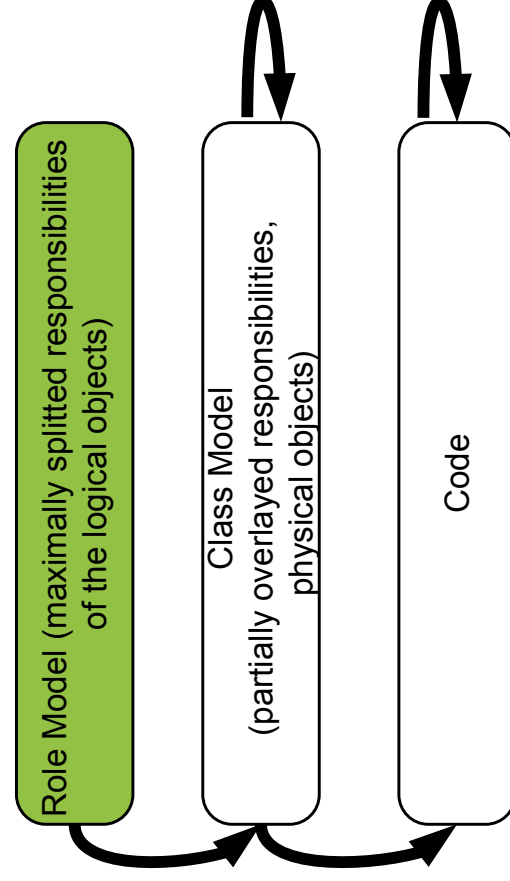 Role Model (maximally splitted responsibilities
of the logical objects)
Class Model
(partially overlayed responsibilities,
physical objects)
Code